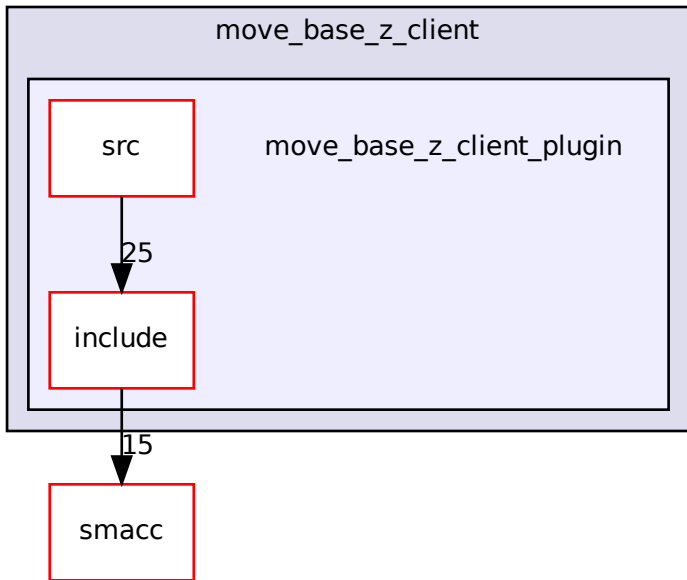 move_base_z_client
src
move_base_z_client_plugin
25
include
15
smacc